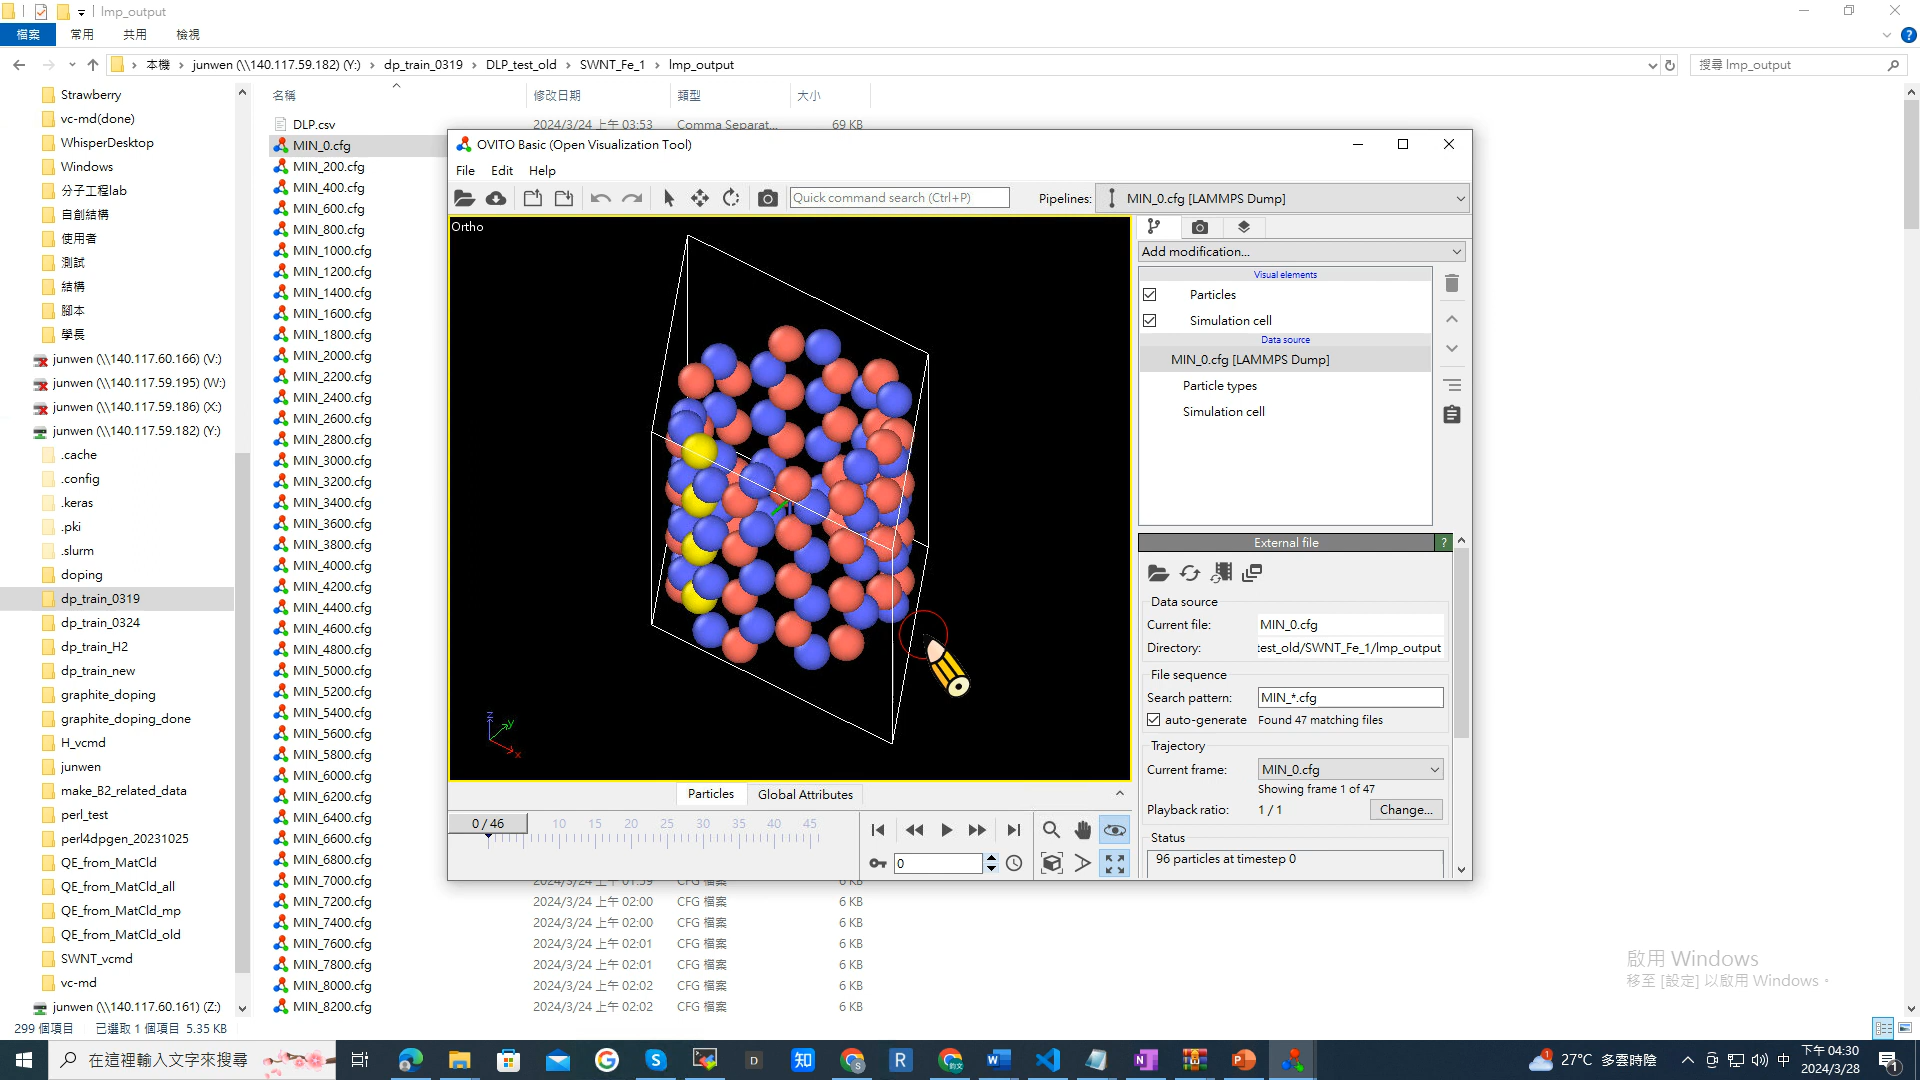 lmp_output
檔案 常用 共用 檢視
本機 › junwen (\\140.117.59.182) (Y:) › dp_train_0319 › DLP_test_old › SWNT_Fe_1 › lmp_output
搜尋 lmp_output
Strawberry
vc-md(done)
WhisperDesktop
Windows
分子工程lab
自創結構
使用者
測試
結構
腳本
學長
junwen (\\140.117.60.166) (V:)
junwen (\\140.117.59.195) (W:)
junwen (\\140.117.59.186) (X:)
junwen (\\140.117.59.182) (Y:)
.cache
.config
.keras
.pki
.slurm
doping
dp_train_0319
dp_train_0324
dp_train_H2
dp_train_new
graphite_doping
graphite_doping_done
H_vcmd
junwen
make_B2_related_data
perl_test
perl4dpgen_20231025
QE_from_MatCld
QE_from_MatCld_all
QE_from_MatCld_mp
QE_from_MatCld_old
SWNT_vcmd
vc-md
junwen (\\140.117.60.161) (Z:)
名稱 修改日期 類型 大小
DLP.csv 2024/3/24 上午 03:53 Comma Separat... 69 KB
MIN_0.cfg
MIN_200.cfg
MIN_400.cfg
MIN_600.cfg
MIN_800.cfg
MIN_1000.cfg
MIN_1200.cfg
MIN_1400.cfg
MIN_1600.cfg
MIN_1800.cfg
MIN_2000.cfg
MIN_2200.cfg
MIN_2400.cfg
MIN_2600.cfg
MIN_2800.cfg
MIN_3000.cfg
MIN_3200.cfg
MIN_3400.cfg
MIN_3600.cfg
MIN_3800.cfg
MIN_4000.cfg
MIN_4200.cfg
MIN_4400.cfg
MIN_4600.cfg
MIN_4800.cfg
MIN_5000.cfg
MIN_5200.cfg
MIN_5400.cfg
MIN_5600.cfg
MIN_5800.cfg
MIN_6000.cfg
MIN_6200.cfg
MIN_6400.cfg
MIN_6600.cfg
MIN_6800.cfg
MIN_7000.cfg 2024/3/24 上午 01:59 CFG 檔案 6 KB
MIN_7200.cfg 2024/3/24 上午 02:00 CFG 檔案 6 KB
MIN_7400.cfg 2024/3/24 上午 02:00 CFG 檔案 6 KB
MIN_7600.cfg 2024/3/24 上午 02:01 CFG 檔案 6 KB
MIN_7800.cfg 2024/3/24 上午 02:01 CFG 檔案 6 KB
MIN_8000.cfg 2024/3/24 上午 02:02 CFG 檔案 6 KB
MIN_8200.cfg 2024/3/24 上午 02:02 CFG 檔案 6 KB
OVITO Basic (Open Visualization Tool)
File Edit Help
Quick command search (Ctrl+P)
Pipelines: MIN_0.cfg [LAMMPS Dump]
Ortho
z
y
x
Add modification...
Visual elements
Particles
Simulation cell
Data source
MIN_0.cfg [LAMMPS Dump]
Particle types
Simulation cell
External file ?
Data source
Current file: MIN_0.cfg
Directory: test_old/SWNT_Fe_1/lmp_output
File sequence
Search pattern: MIN_*.cfg
auto-generate Found 47 matching files
Trajectory
Current frame: MIN_0.cfg
Showing frame 1 of 47
Playback ratio: 1 / 1 Change...
Status
96 particles at timestep 0
Particles Global Attributes
0 / 46 10 15 20 25 30 35 40 45
0
啟用 Windows
移至 [設定] 以啟用 Windows。
299 個項目 已選取 1 個項目 5.35 KB
在這裡輸入文字來搜尋
27°C 多雲時陰
中
下午 04:30
2024/3/28